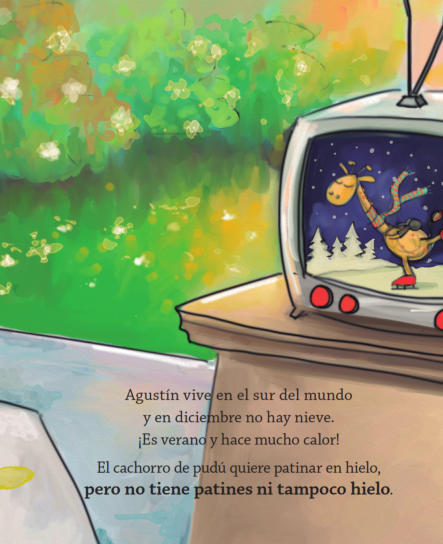 Agustín vive en el sur del mundo
y en diciembre no hay nieve.
¡Es verano y hace mucho calor!
El cachorro de pudú quiere patinar en hielo,
pero no tiene patines ni tampoco hielo.